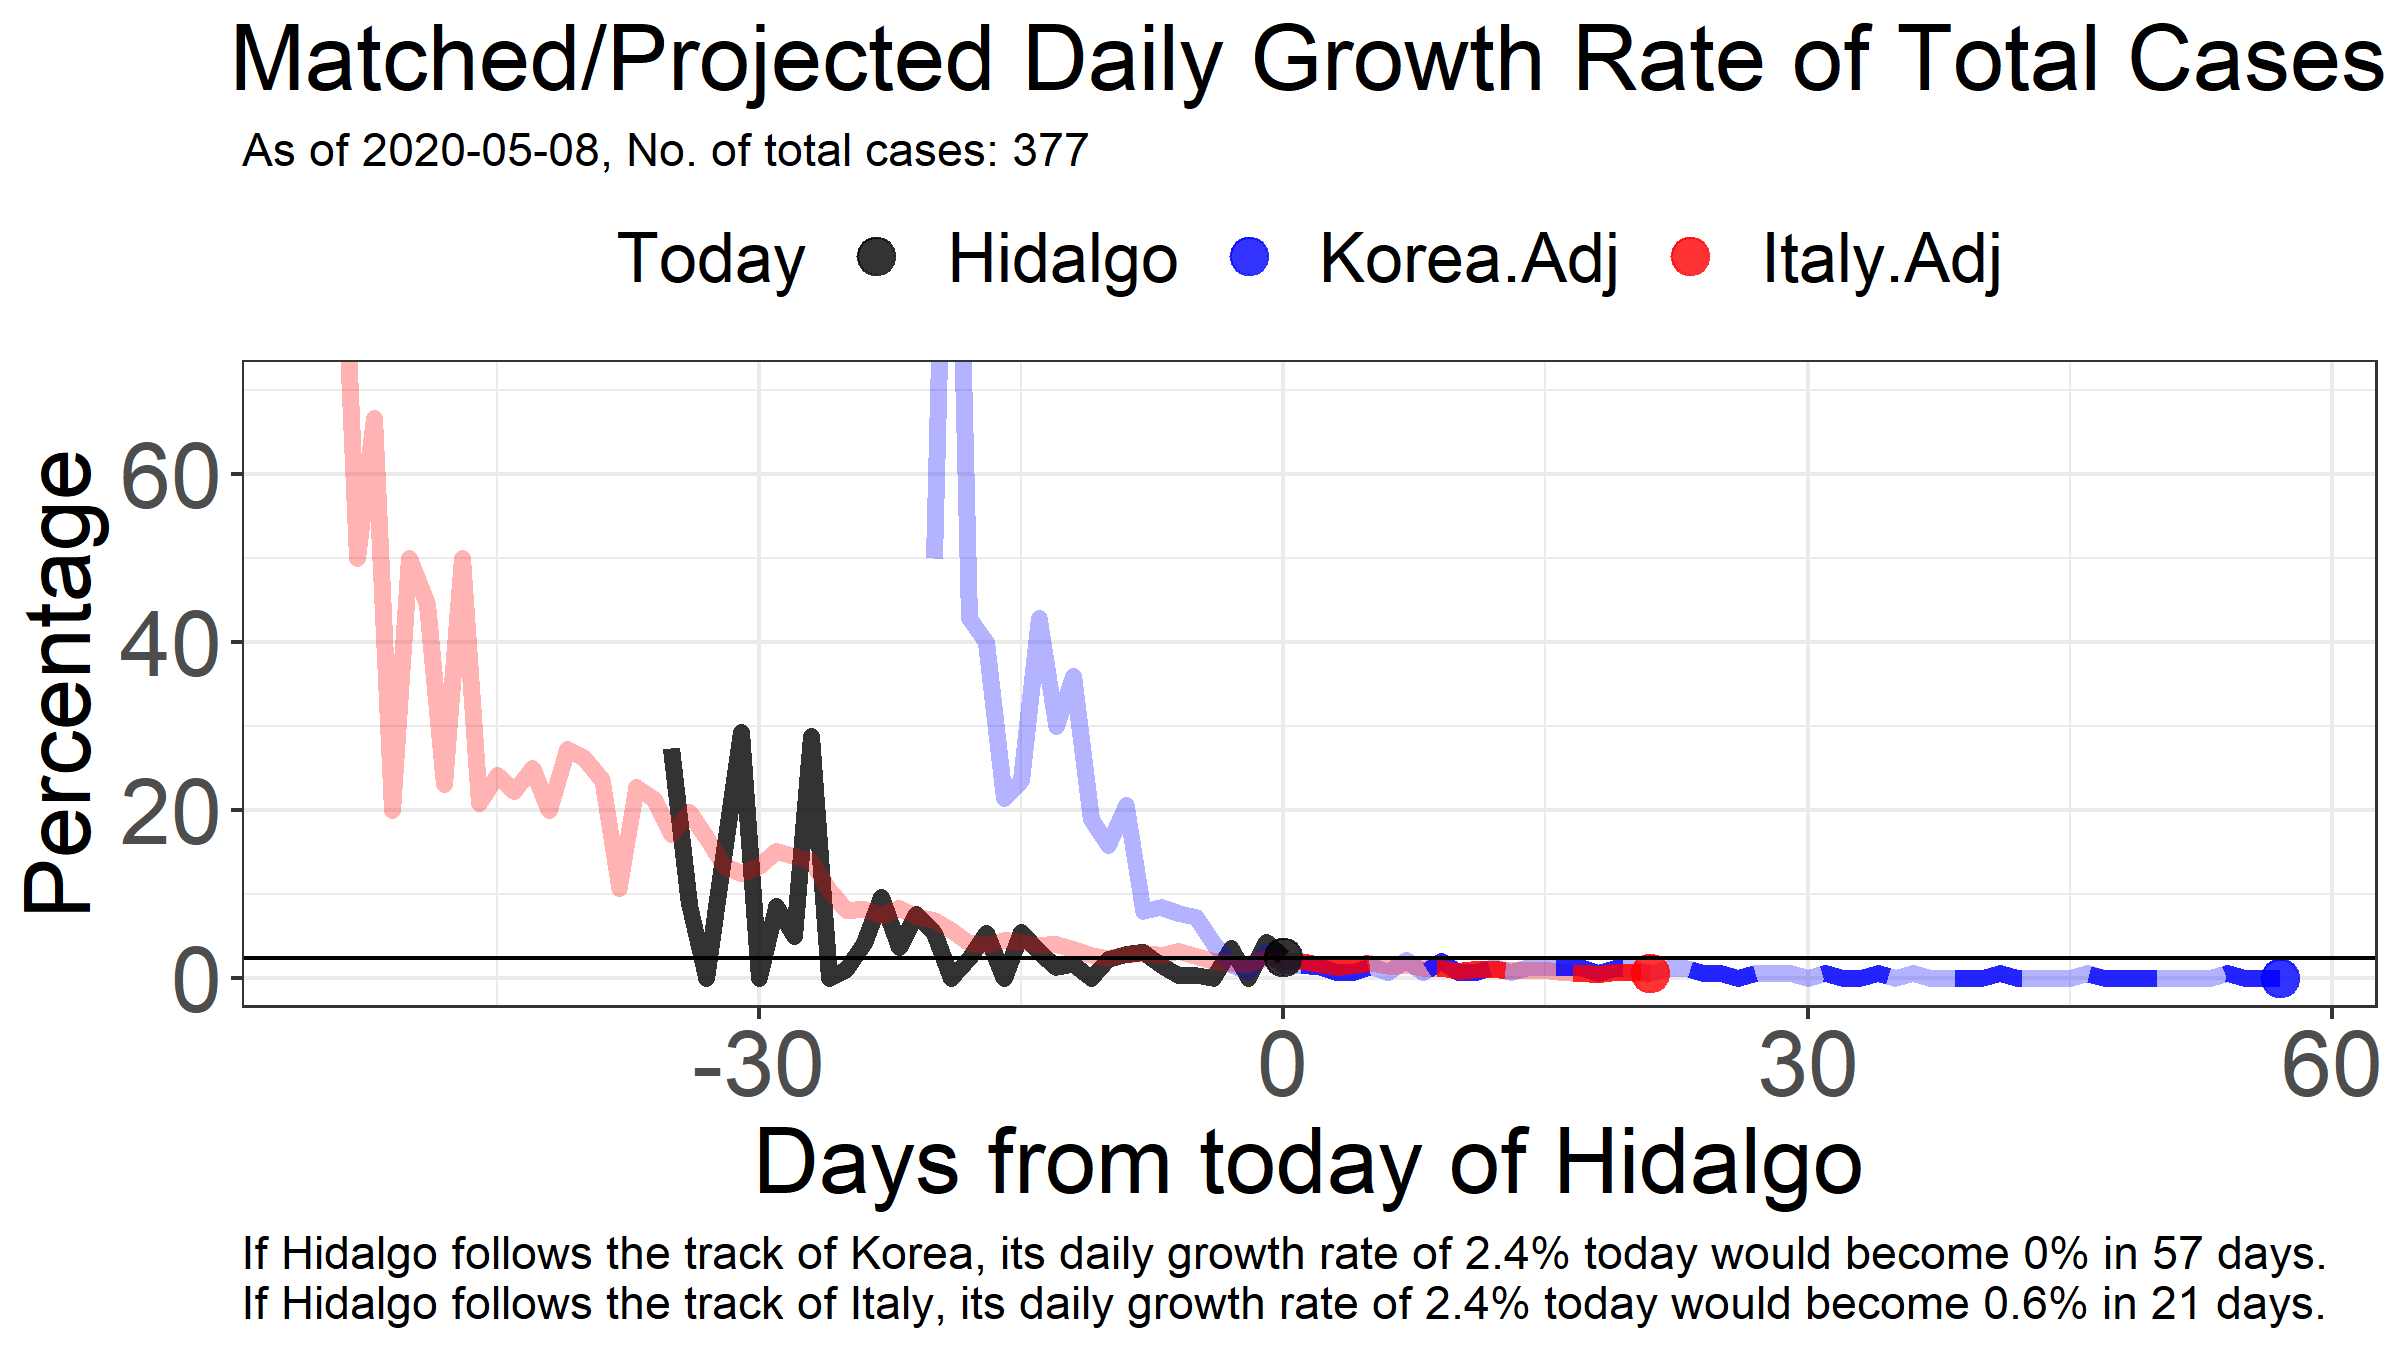 Matched/Projected Daily Growth Rate of Total Cases
As of 2020-05-08, No. of total cases: 377
Today Hidalgo Korea.Adj Italy.Adj
Percentage
60
40
20
0
-30 0 30 60
Days from today of Hidalgo
If Hidalgo follows the track of Korea, its daily growth rate of 2.4% today would become 0% in 57 days.
If Hidalgo follows the track of Italy, its daily growth rate of 2.4% today would become 0.6% in 21 days.